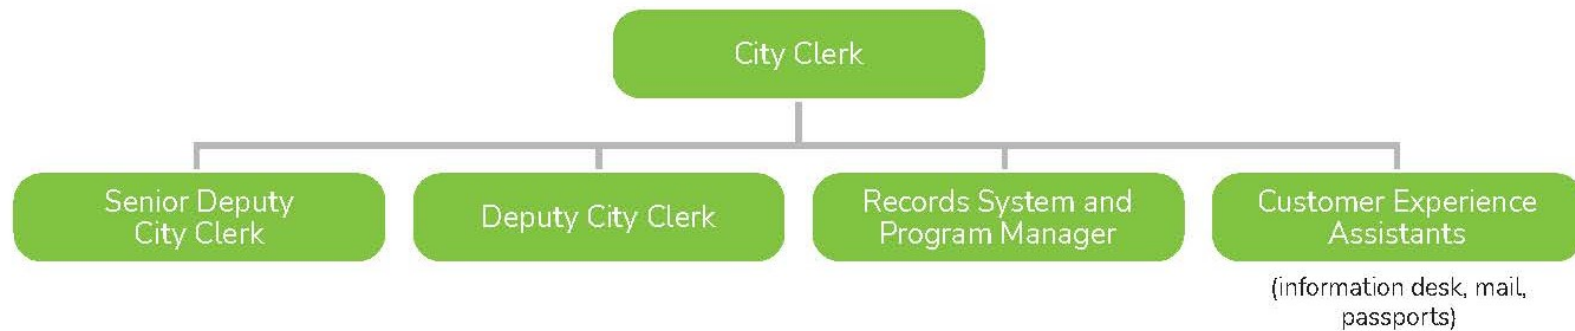 City Clerk
Senior Deputy
City Clerk
Deputy City Clerk
Records System and
Program Manager
Customer Experience
Assistants
(information desk, mail,
passports)